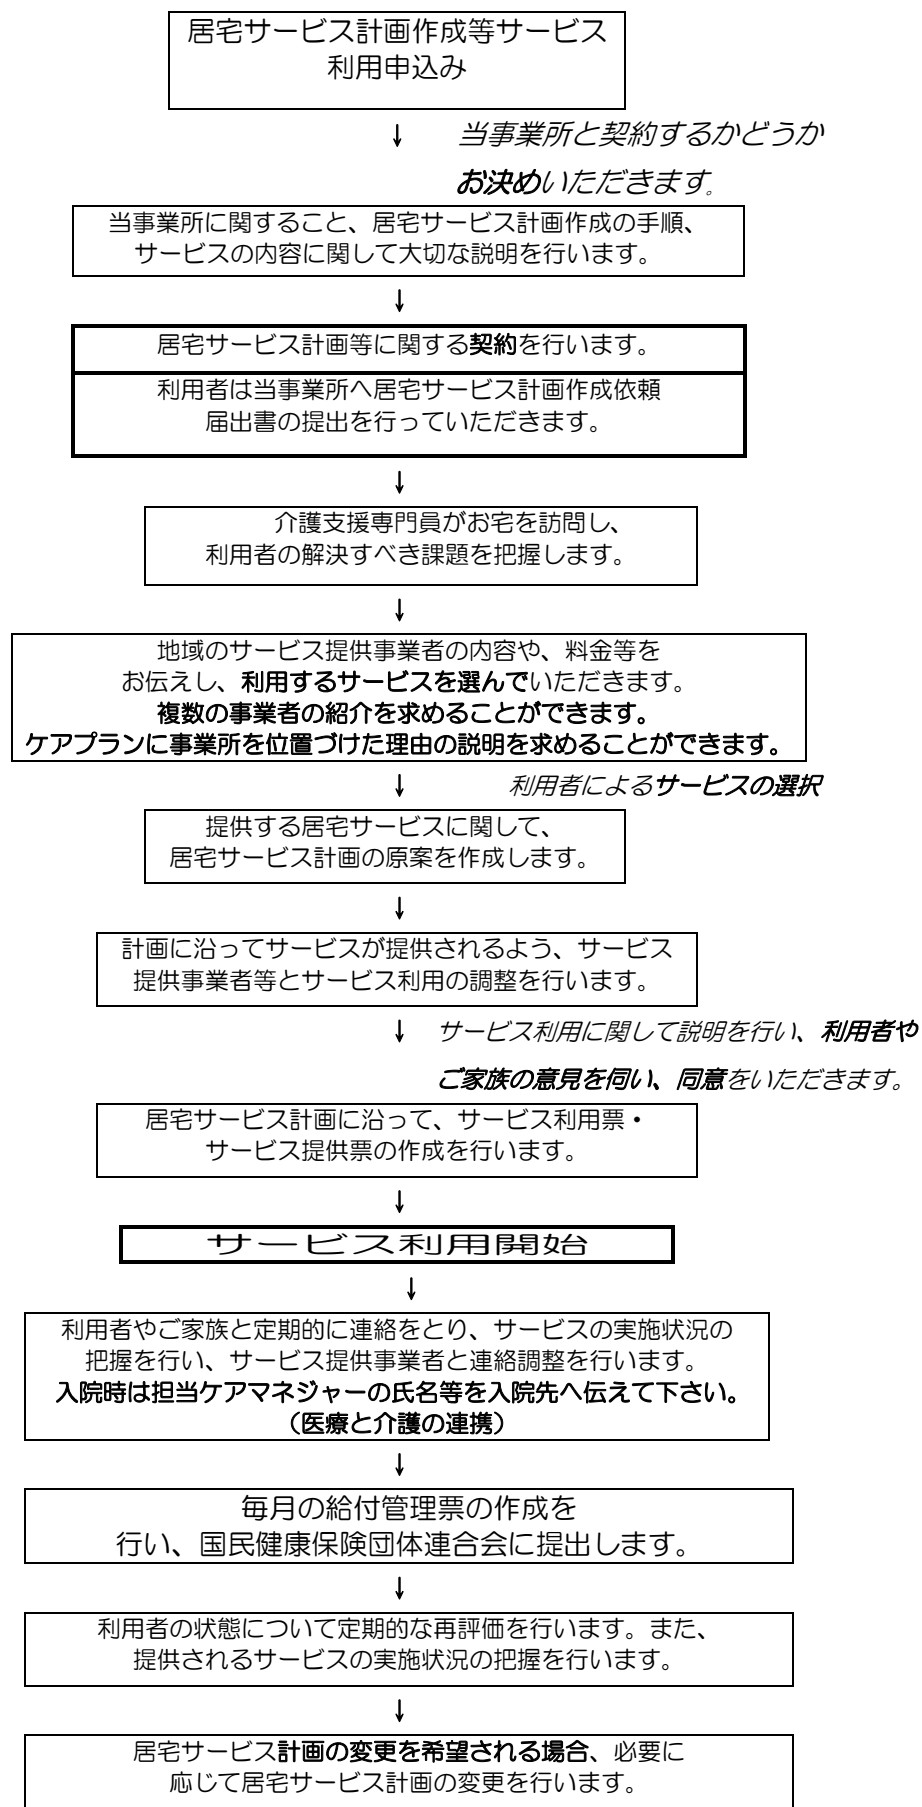 居宅サービス計画作成等サービス
利用申込み
↓
当事業所と契約するかどうか
お決めいただきます。
当事業所に関すること、居宅サービス計画作成の手順、
サービスの内容に関して大切な説明を行います。
↓
居宅サービス計画等に関する契約を行います。
利用者は当事業所へ居宅サービス計画作成依頼
届出書の提出を行っていただきます。
↓
介護支援専門員がお宅を訪問し、
利用者の解決すべき課題を把握します。
↓
地域のサービス提供事業者の内容や、料金等を
お伝えし、利用するサービスを選んでいただきます。
複数の事業者の紹介を求めることができます。
ケアプランに事業所を位置づけた理由の説明を求めることができます。
↓ 利用者によるサービスの選択
提供する居宅サービスに関して、
居宅サービス計画の原案を作成します。
↓
計画に沿ってサービスが提供されるよう、サービス
提供事業者等とサービス利用の調整を行います。
↓ サービス利用に関して説明を行い、利用者や
ご家族の意見を伺い、同意をいただきます。
居宅サービス計画に沿って、サービス利用票・
サービス提供票の作成を行います。
↓
サービス利用開始
↓
利用者やご家族と定期的に連絡をとり、サービスの実施状況の
把握を行い、サービス提供事業者と連絡調整を行います。
入院時は担当ケアマネジャーの氏名等を入院先へ伝えて下さい。
（医療と介護の連携）
↓
毎月の給付管理票の作成を
行い、国民健康保険団体連合会に提出します。
↓
利用者の状態について定期的な再評価を行います。また、
提供されるサービスの実施状況の把握を行います。
↓
居宅サービス計画の変更を希望される場合、必要に
応じて居宅サービス計画の変更を行います。